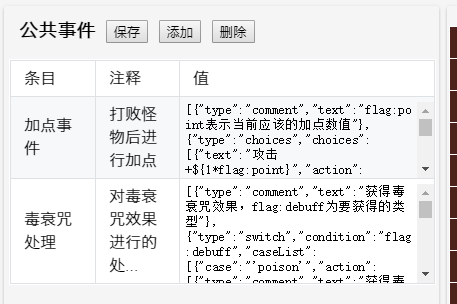 公共事件 保存 添加 删除
条目 注释 值
加点事
件
打败怪
物后进
行加点
[{"type":"comment","text":"flag:po
int表示当前应该的加点数值"},
{"type":"choices","choices":
[{"text":"攻击
+${1*flag:point}","action":
毒衰咒
处理
对毒衰
咒效果
进行的
处...
[{"type":"comment","text":"获得毒
衰咒效果，flag:debuff为要获得的类
型"},
{"type":"switch","condition":"flag
:debuff","caseList":
[{"case":"'poison'","action":
[{"type":"comment","text":"获得毒